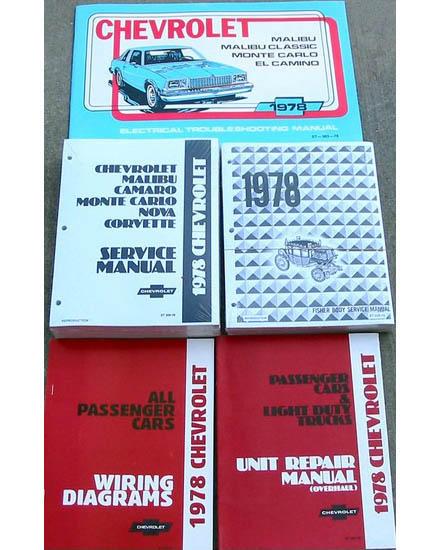 CHEVROLET
MALIBU
MALIBU CLASSIC
MONTE CARLO
EL CAMINO
1978
ELECTRICAL TROUBLESHOOTING MANUAL
CHEVROLET
MALIBU
CAMARO
MONTE CARLO
NOVA
CORVETTE
SERVICE
MANUAL
CHEVROLET
REPRODUCTION
1978 CHEVROLET
1978
FISHER BODY SERVICE MANUAL
ALL
PASSENGER
CARS
WIRING
DIAGRAMS
CHEVROLET
1978 CHEVROLET
PASSENGER
CARS
&
LIGHT DUTY
TRUCKS
UNIT REPAIR
MANUAL
(OVERHAUL)
CHEVROLET
1978 CHEVROLET